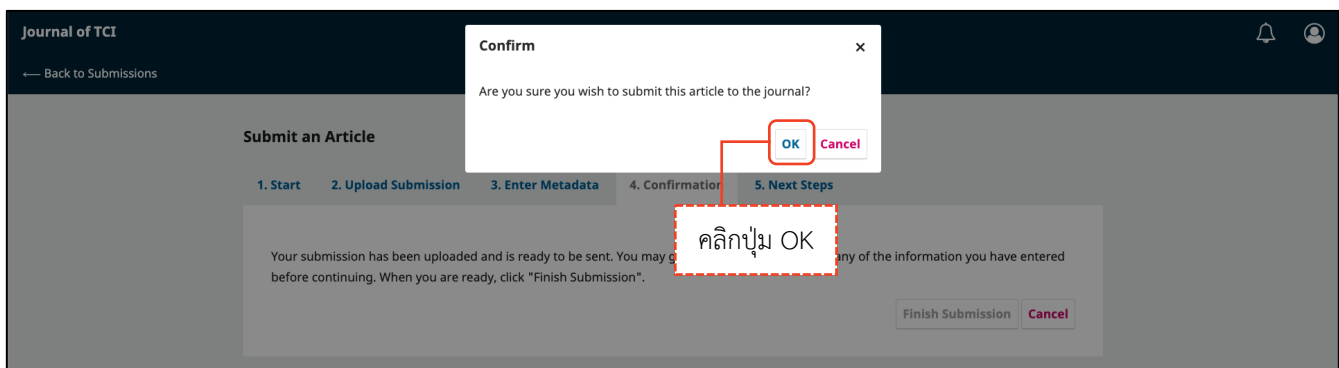 Journal of TCI
← Back to Submissions
Confirm
×
Are you sure you wish to submit this article to the journal?
OK Cancel
Submit an Article
1. Start 2. Upload Submission 3. Enter Metadata 4. Confirmation 5. Next Steps
คลิกปุ่ม OK
Your submission has been uploaded and is ready to be sent. You may g any of the information you have entered
before continuing. When you are ready, click "Finish Submission".
Finish Submission Cancel